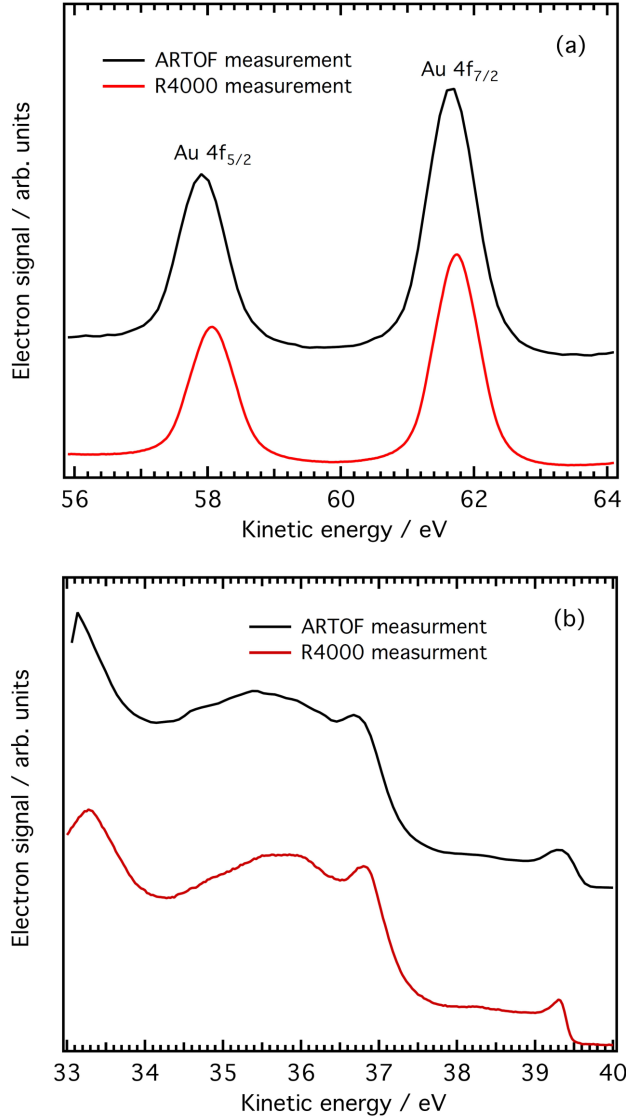 (a)
ARTOF measurement
R4000 measurement
Au 4f7/2
Au 4f5/2
Electron signal / arb. units
56 58 60 62 64
Kinetic energy / eV
(b)
ARTOF measurment
R4000 measurment
Electron signal / arb. units
33 34 35 36 37 38 39 40
Kinetic energy / eV